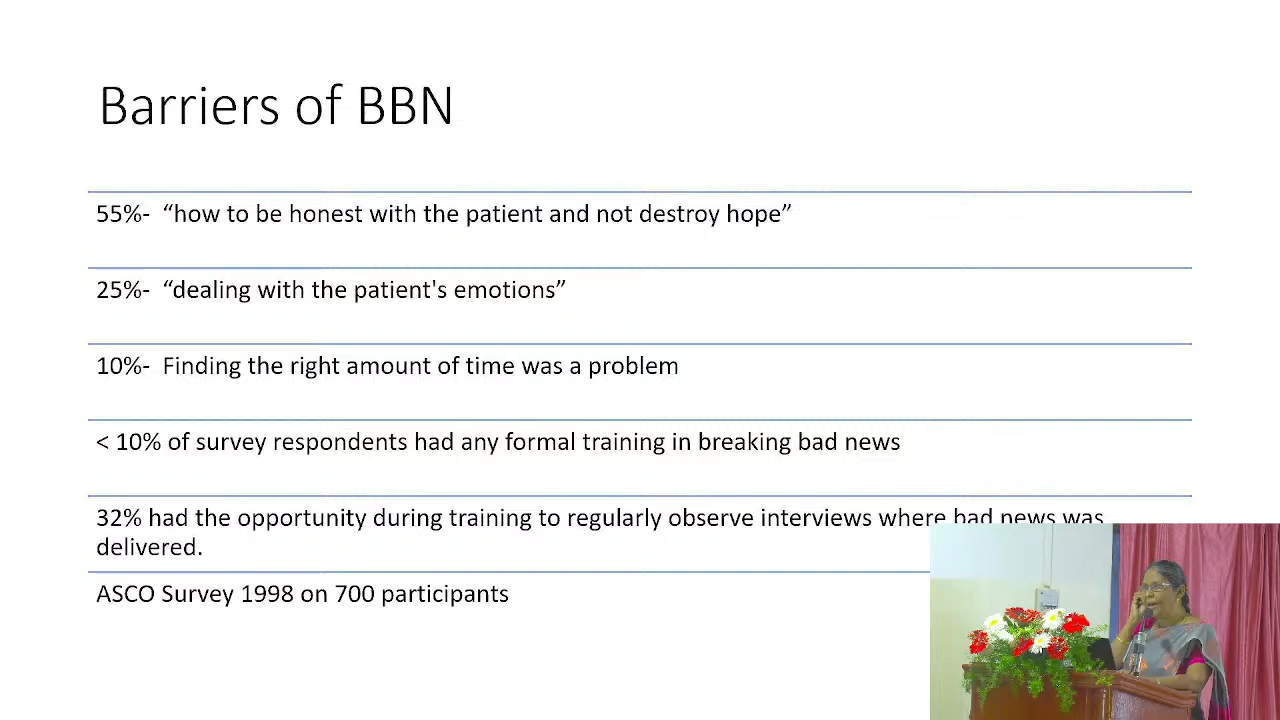 Barriers of BBN
55%-  “how to be honest with the patient and not destroy hope”
25%-  “dealing with the patient's emotions”
10%-  Finding the right amount of time was a problem
< 10% of survey respondents had any formal training in breaking bad news
32% had the opportunity during training to regularly observe interviews where bad news was
delivered.
ASCO Survey 1998 on 700 participants